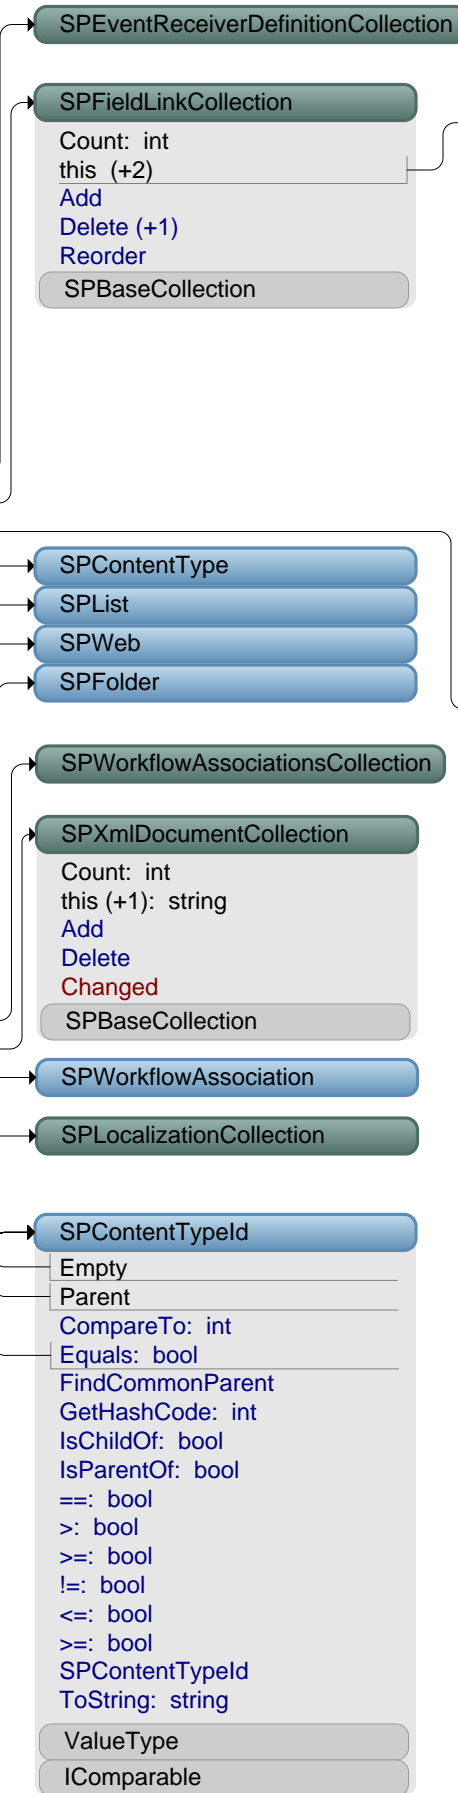 SPEventReceiverDefinitionCollection
SPFieldLinkCollection
Count: int
this (+2)
Add
Delete (+1)
Reorder
SPBaseCollection
SPContentType
SPList
SPWeb
SPFolder
SPWorkflowAssociationsCollection
SPXmlDocumentCollection
Count: int
this (+1): string
Add
Delete
Changed
SPBaseCollection
SPWorkflowAssociation
SPLocalizationCollection
SPContentTypeId
Empty
Parent
CompareTo: int
Equals: bool
FindCommonParent
GetHashCode: int
IsChildOf: bool
IsParentOf: bool
==: bool
>: bool
>=: bool
!=: bool
<=: bool
>=: bool
SPContentTypeId
ToString: string
ValueType
IComparable